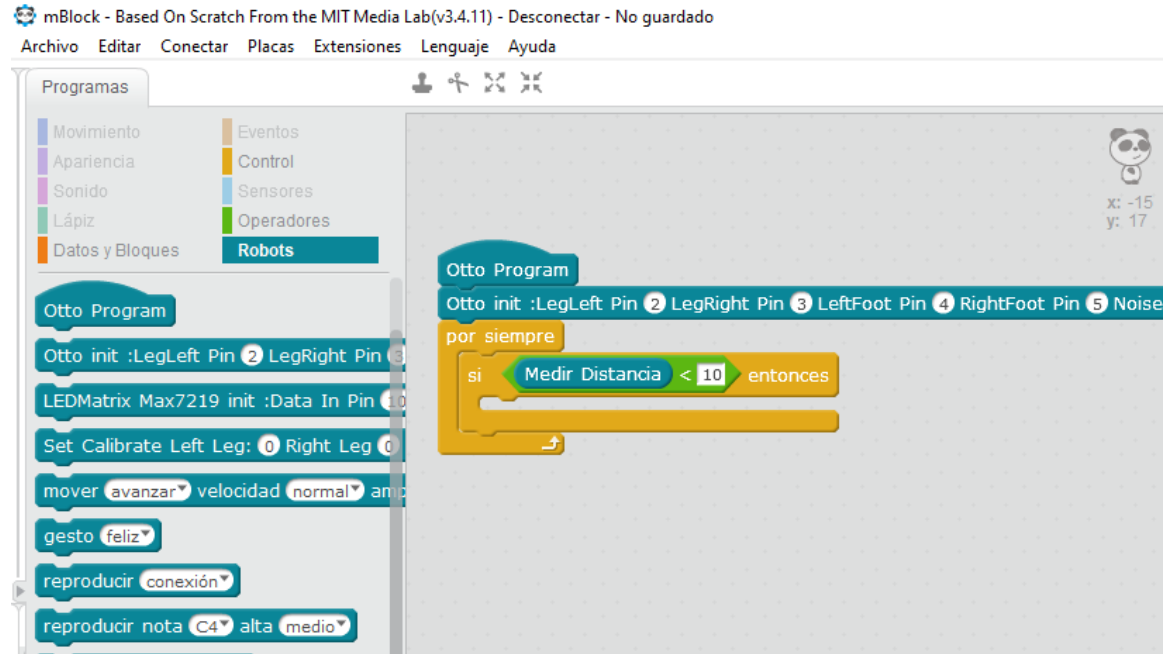 mBlock - Based On Scratch From the MIT Media Lab(v3.4.11) - Desconectar - No guardado
Archivo Editar Conectar Placas Extensiones Lenguaje Ayuda
Programas
Movimiento Eventos
Apariencia Control
Sonido Sensores
Lápiz Operadores
Datos y Bloques Robots
Otto Program
Otto init :LegLeft Pin 2 LegRight Pin 3
LEDMatrix Max7219 init :Data In Pin 10
Set Calibrate Left Leg: 0 Right Leg 0
mover avanzar velocidad normal amp
gesto feliz
reproducir conexión
reproducir nota C4 alta medio
x: -15
y: 17
Otto Program
Otto init :LegLeft Pin 2 LegRight Pin 3 LeftFoot Pin 4 RightFoot Pin 5 Noise
por siempre
si Medir Distancia < 10 entonces